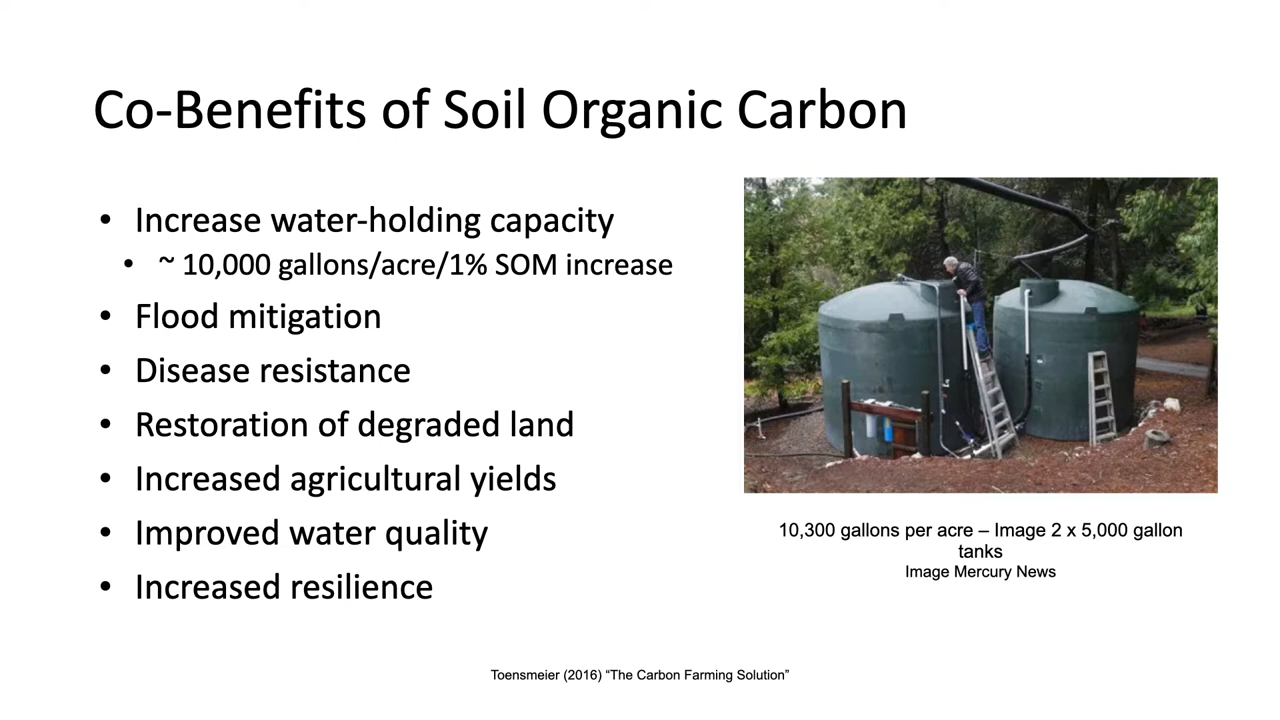 Co-Benefits of Soil Organic Carbon
• Increase water-holding capacity
• ~ 10,000 gallons/acre/1% SOM increase
• Flood mitigation
• Disease resistance
• Restoration of degraded land
• Increased agricultural yields
• Improved water quality
• Increased resilience
10,300 gallons per acre – Image 2 x 5,000 gallon
tanks
Image Mercury News
Toensmeier (2016) “The Carbon Farming Solution”